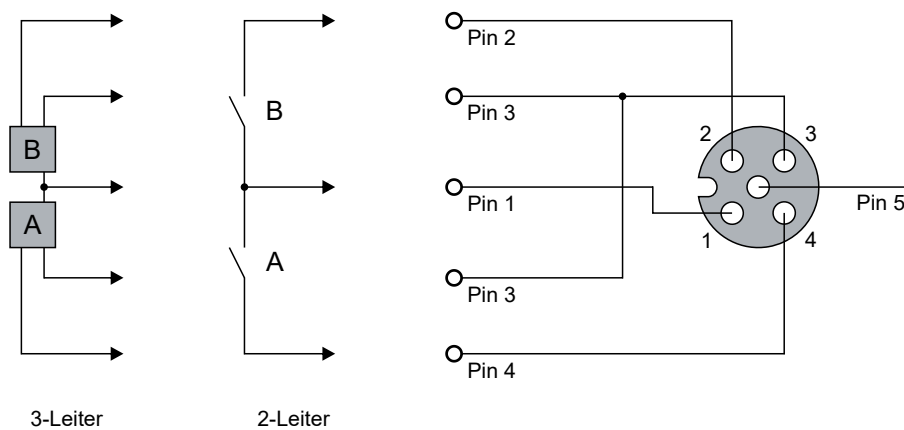 Pin 2
B
Pin 3
2 3
B
Pin 1
Pin 5
A
1 4
A
Pin 3
Pin 4
3-Leiter
2-Leiter